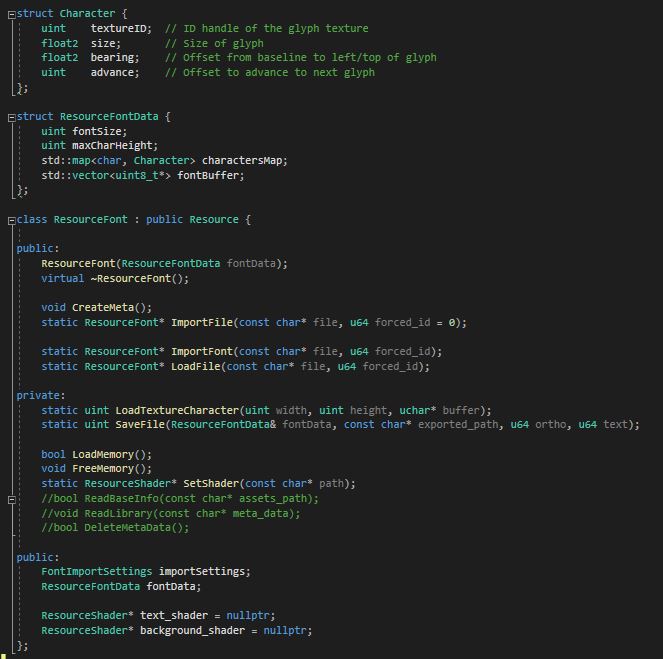 struct Character {
uint textureID; // ID handle of the glyph texture
float2 size; // Size of glyph
float2 bearing; // Offset from baseline to left/top of glyph
uint advance; // Offset to advance to next glyph
};
struct ResourceFontData {
uint fontSize;
uint maxCharHeight;
std::map<char, Character> charactersMap;
std::vector<uint8_t*> fontBuffer;
};
class ResourceFont : public Resource {
public:
ResourceFont(ResourceFontData fontData);
virtual ~ResourceFont();
void CreateMeta();
static ResourceFont* ImportFile(const char* file, u64 forced_id = 0);
static ResourceFont* ImportFont(const char* file, u64 forced_id);
static ResourceFont* LoadFile(const char* file, u64 forced_id);
private:
static uint LoadTextureCharacter(uint width, uint height, uchar* buffer);
static uint SaveFile(ResourceFontData& fontData, const char* exported_path, u64 ortho, u64 text);
bool LoadMemory();
void FreeMemory();
static ResourceShader* SetShader(const char* path);
//bool ReadBaseInfo(const char* assets_path);
//void ReadLibrary(const char* meta_data);
//bool DeleteMetaData();
public:
FontImportSettings importSettings;
ResourceFontData fontData;
ResourceShader* text_shader = nullptr;
ResourceShader* background_shader = nullptr;
};